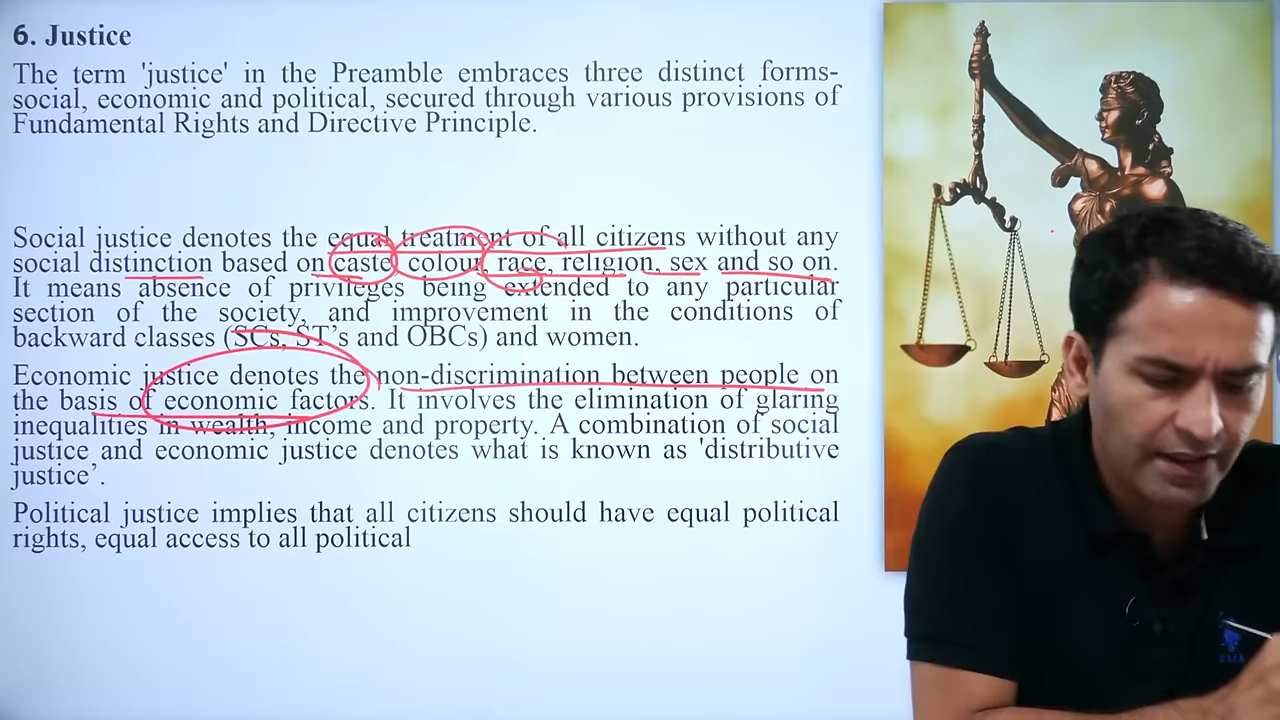 6. Justice
The term 'justice' in the Preamble embraces three distinct forms-
social, economic and political, secured through various provisions of
Fundamental Rights and Directive Principle.
Social justice denotes the equal treatment of all citizens without any
social distinction based on caste, colour, race, religion, sex and so on.
It means absence of privileges being extended to any particular
section of the society, and improvement in the conditions of
backward classes (SCs, ST's and OBCs) and women.
Economic justice denotes the non-discrimination between people on
the basis of economic factors. It involves the elimination of glaring
inequalities in wealth, income and property. A combination of social
justice and economic justice denotes what is known as 'distributive
justice'.
Political justice implies that all citizens should have equal political
rights, equal access to all political